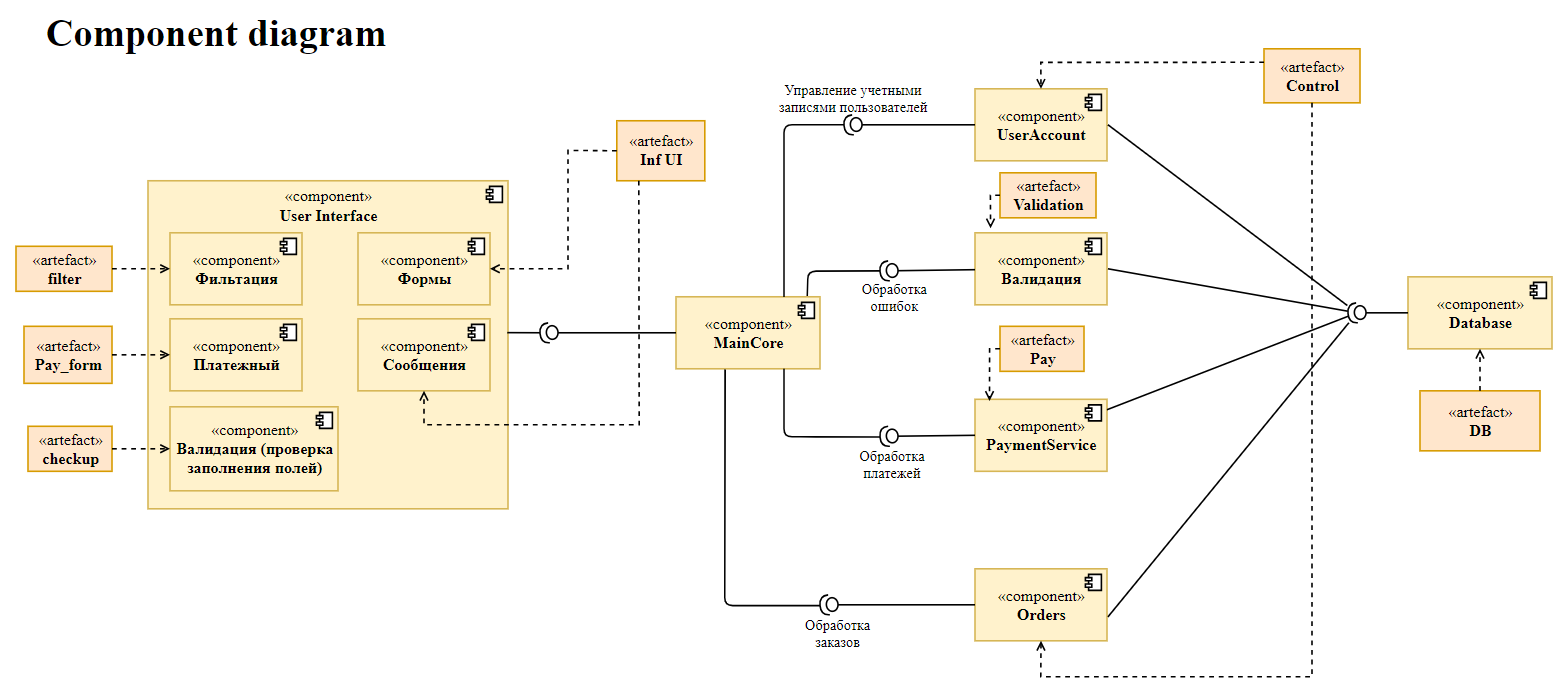 Component diagram
«artefact»
Control
Управление учетными
записями пользователей
«component»
UserAccount
«artefact»
Inf UI
«artefact»
Validation
«component»
User Interface
«component»
Фильтация
«component»
Формы
«artefact»
filter
«component»
Валидация
Обработка
ошибок
«component»
MainCore
«component»
Database
«artefact»
Pay_form
«component»
Платежный
«component»
Сообщения
«artefact»
Pay
«component»
PaymentService
«artefact»
DB
«artefact»
checkup
«component»
Валидация (проверка
заполнения полей)
Обработка
платежей
«component»
Orders
Обработка
заказов